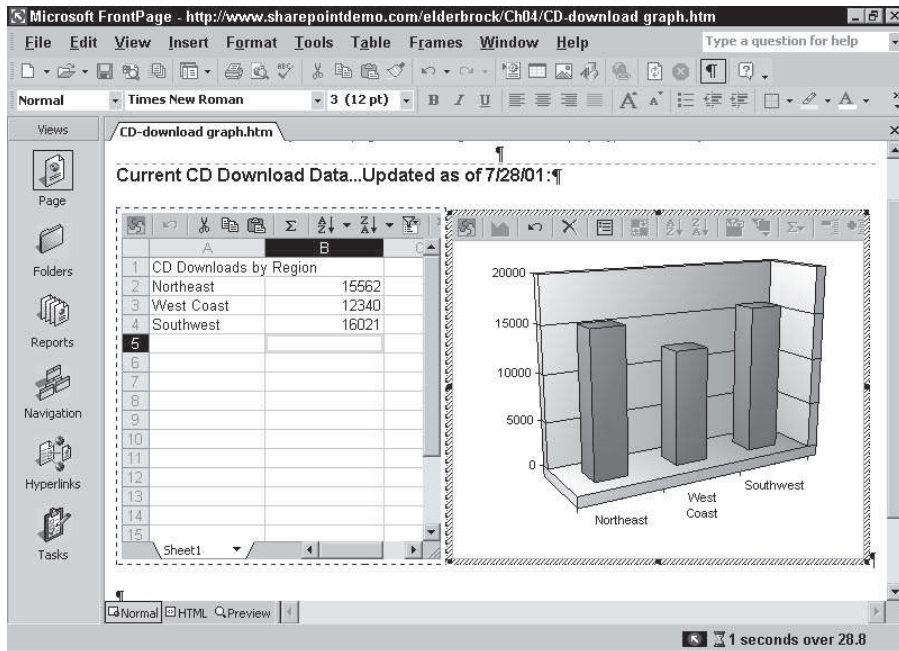 Microsoft FrontPage - http://www.sharepointdemo.com/elderbrock/Ch04/CD-download graph.htm
File Edit View Insert Format Tools Table Frames Window Help
Type a question for help
Normal Times New Roman 3 (12 pt) B I U
Views
CD-download graph.htm
Page
Folders
Reports
Navigation
Hyperlinks
Tasks
¶
Current CD Download Data...Updated as of 7/28/01:¶
A B C
1 CD Downloads by Region
2 Northeast 15562
3 West Coast 12340
4 Southwest 16021
5
6
7
8
9
10
11
12
13
14
15
Sheet1
20000
15000
10000
5000
0
Northeast
West
Coast
Southwest
¶
¶
Normal HTML Preview
1 seconds over 28.8